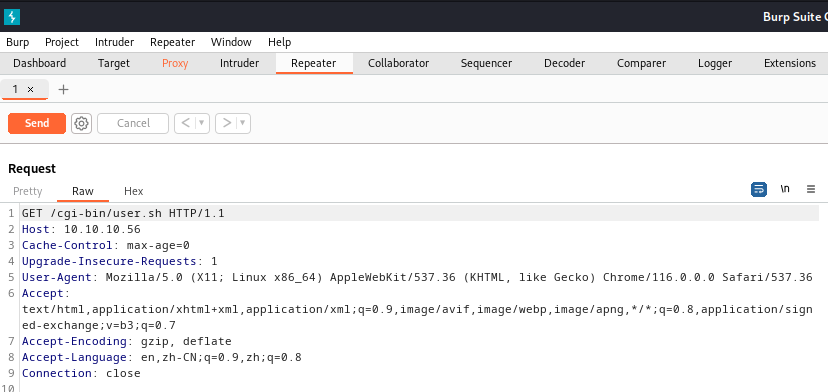 Burp Suite C
Burp Project Intruder Repeater Window Help
Dashboard Target Proxy Intruder Repeater Collaborator Sequencer Decoder Comparer Logger Extensions
1 × +
Send Cancel < ▼ > ▼
Request
Pretty Raw Hex \n
1 GET /cgi-bin/user.sh HTTP/1.1
2 Host: 10.10.10.56
3 Cache-Control: max-age=0
4 Upgrade-Insecure-Requests: 1
5 User-Agent: Mozilla/5.0 (X11; Linux x86_64) AppleWebKit/537.36 (KHTML, like Gecko) Chrome/116.0.0.0 Safari/537.36
6 Accept:
text/html,application/xhtml+xml,application/xml;q=0.9,image/avif,image/webp,image/apng,*/*;q=0.8,application/sign
ed-exchange;v=b3;q=0.7
7 Accept-Encoding: gzip, deflate
8 Accept-Language: en,zh-CN;q=0.9,zh;q=0.8
9 Connection: close
10